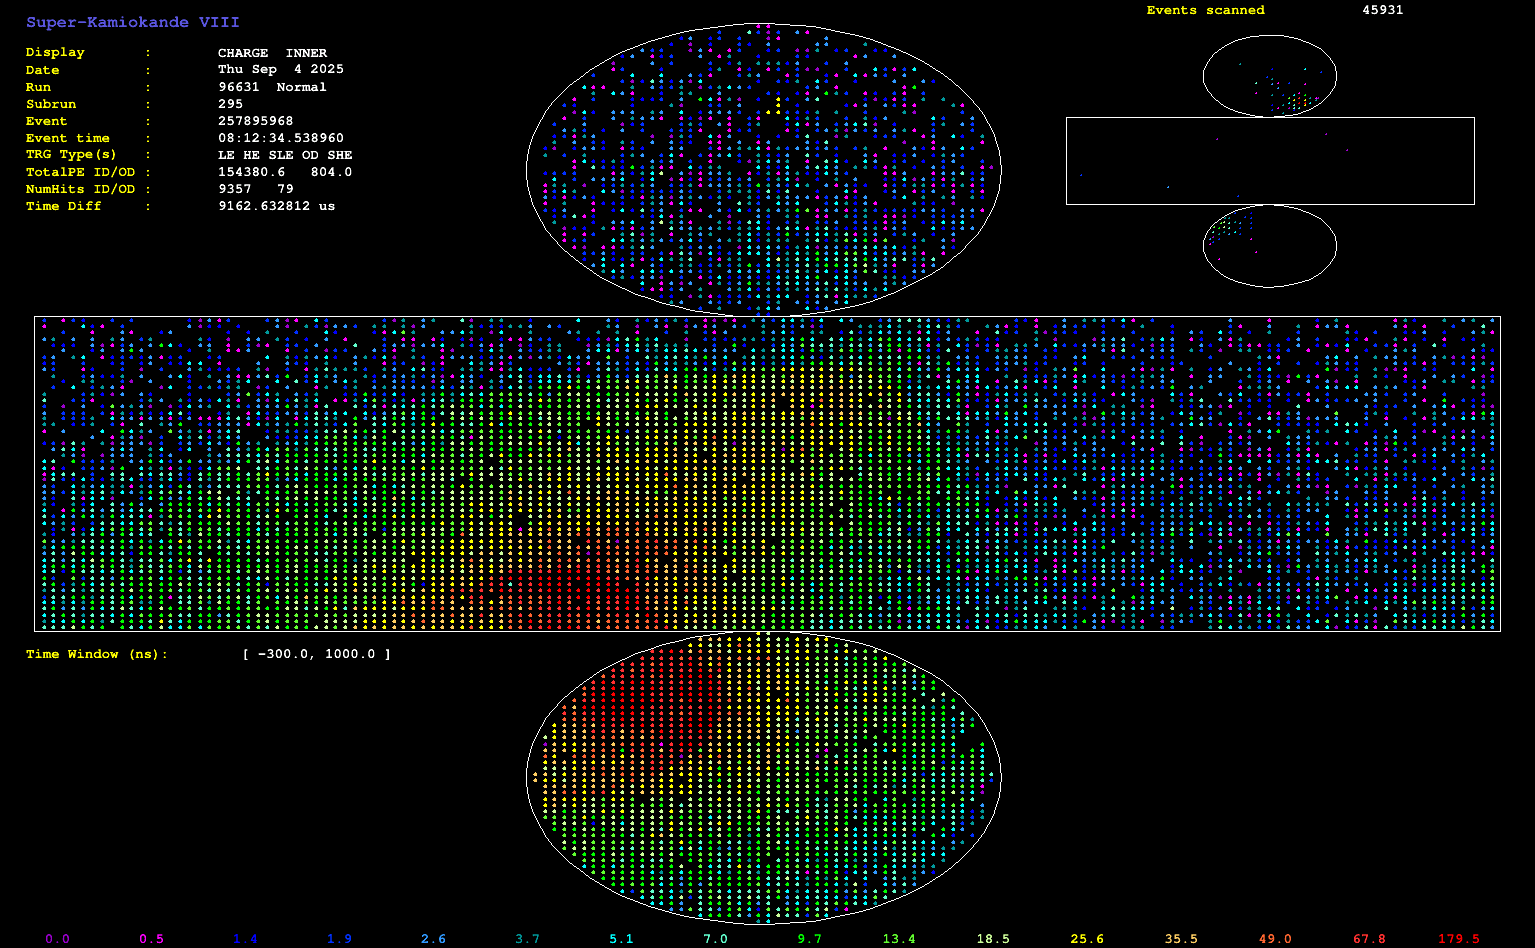 Super-Kamiokande VIII
Events scanned 45931
Display : CHARGE INNER
Date : Thu Sep 4 2025
Run : 96631 Normal
Subrun : 295
Event : 257895968
Event time : 08:12:34.538960
TRG Type(s) : LE HE SLE OD SHE
TotalPE ID/OD : 154380.6 804.0
NumHits ID/OD : 9357 79
Time Diff : 9162.632812 us
Time Window (ns): [ -300.0, 1000.0 ]
0.0 0.5 1.4 1.9 2.6 3.7 5.1 7.0 9.7 13.4 18.5 25.6 35.5 49.0 67.8 179.5